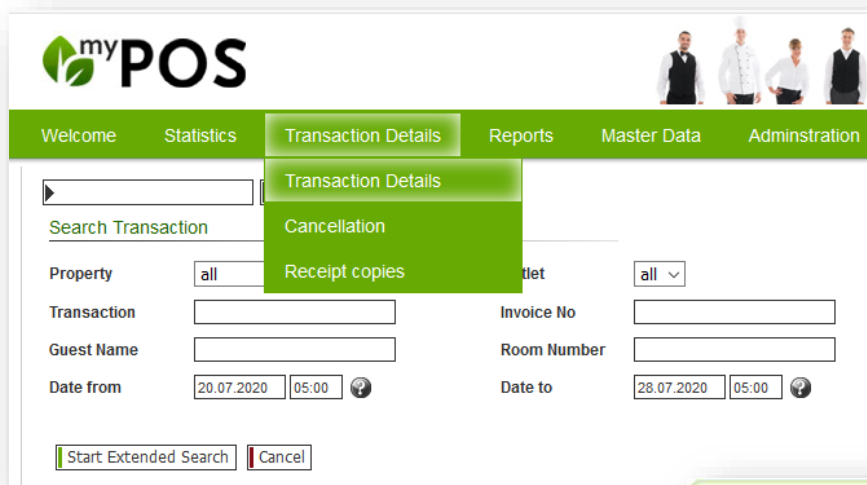 myPOS
Welcome Statistics Transaction Details Reports Master Data Adminstration
Transaction Details
Cancellation
Receipt copies
Search Transaction
Property all tlet all
Transaction Invoice No
Guest Name Room Number
Date from 20.07.2020 05:00 ? Date to 28.07.2020 05:00 ?
Start Extended Search Cancel